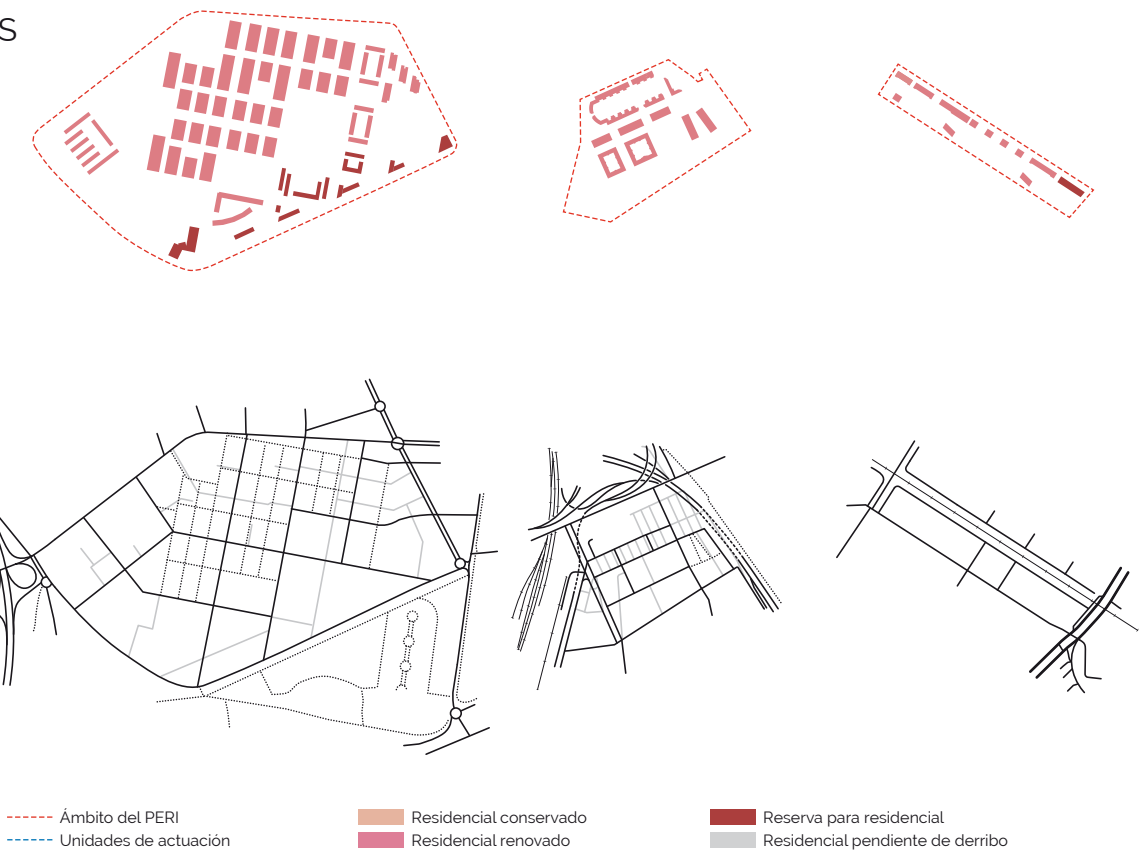 S
Ámbito del PERI
Unidades de actuación
Residencial conservado
Residencial renovado
Reserva para residencial
Residencial pendiente de derribo